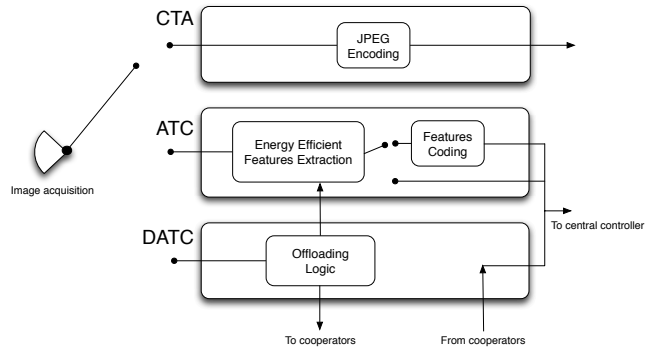 CTA
JPEG
Encoding
ATC
Energy Efficient
Features Extraction
Features
Coding
Image acquisition
To central controller
DATC
Offloading
Logic
To cooperators
From cooperators